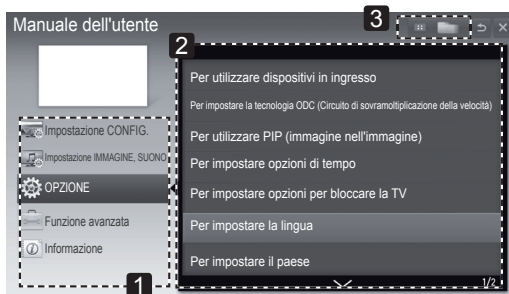 Manuale dell'utente
3
2
Per utilizzare dispositivi in ingresso
Per impostare la tecnologia ODC (Circuito di sovramoltiplicazione della velocità)
Per utilizzare PIP (immagine nell'immagine)
Per impostare opzioni di tempo
Per impostare opzioni per bloccare la TV
Per impostare la lingua
Per impostare il paese
1/2
Impostazione CONFIG.
Impostazione IMMAGINE, SUONO
OPZIONE
Funzione avanzata
Informazione
1